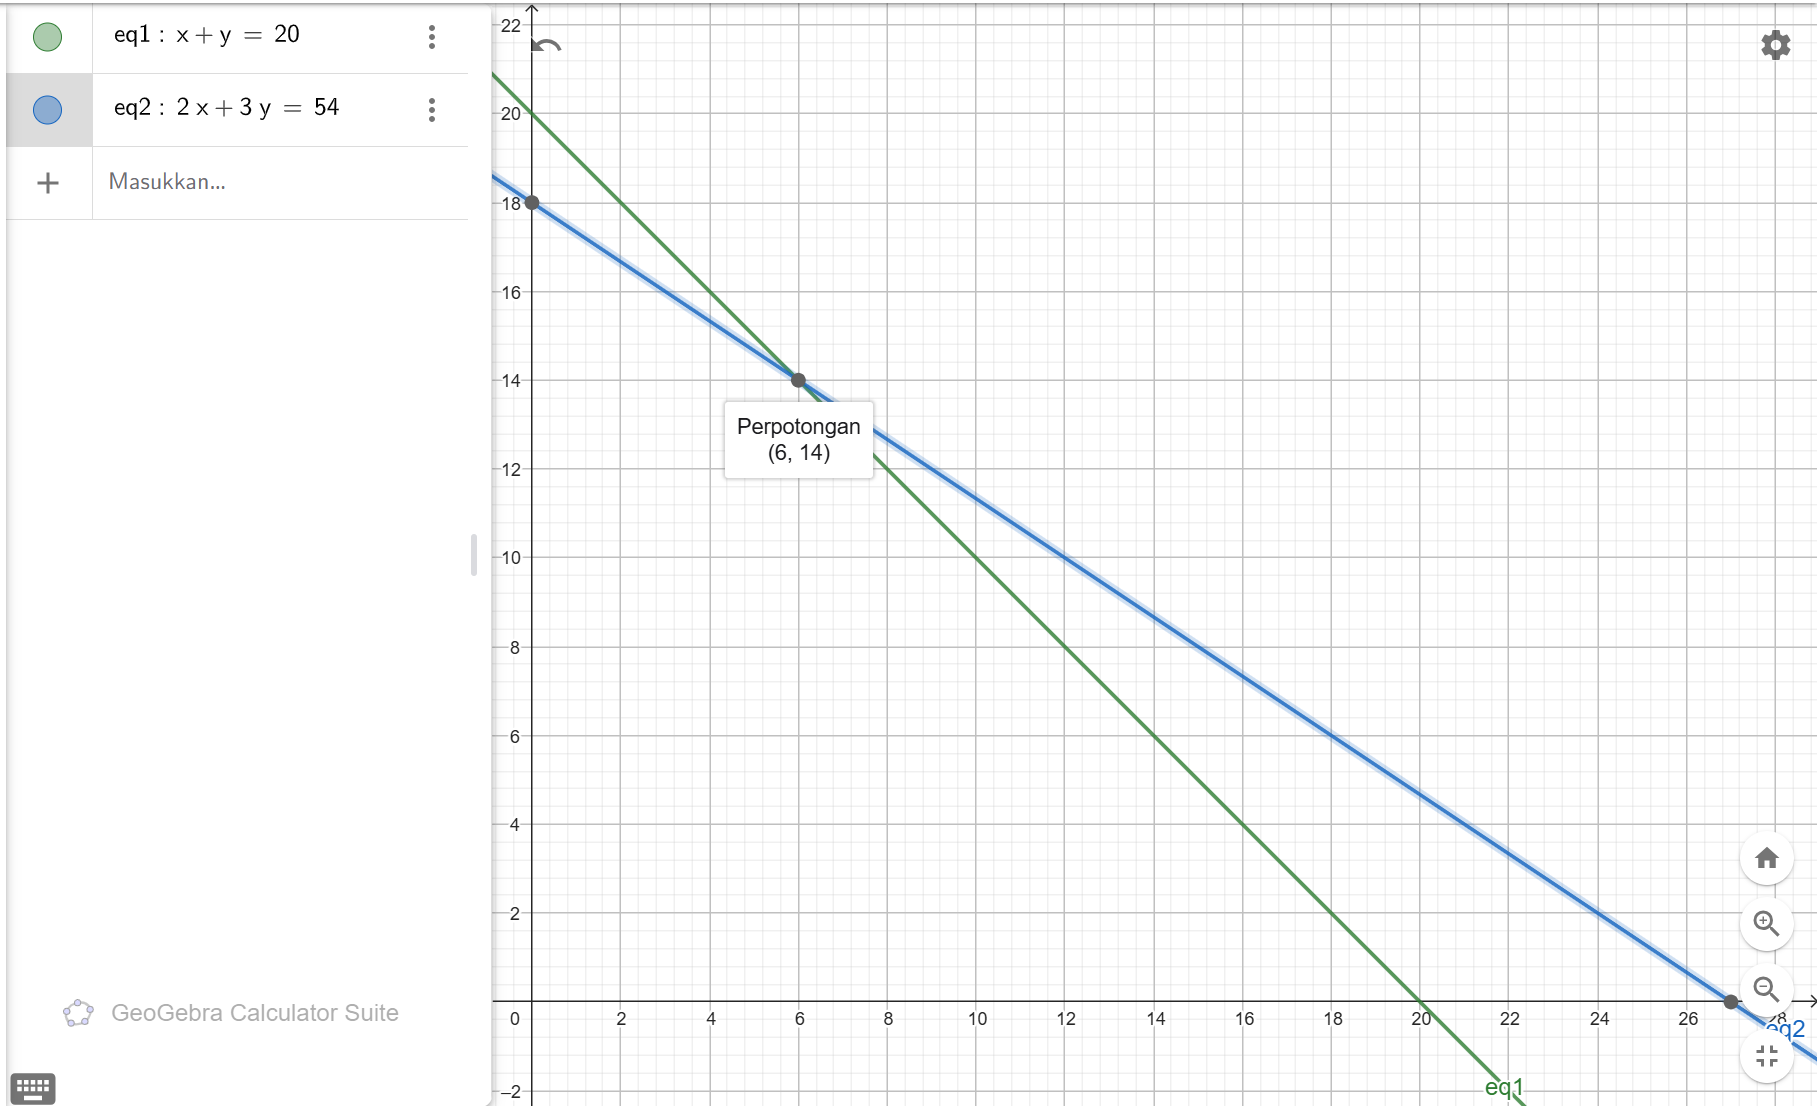 eq1 : x + y = 20
eq2 : 2 x + 3 y = 54
Masukkan...
GeoGebra Calculator Suite
22
20
18
16
14
12
10
8
6
4
2
–2
Perpotongan
(6, 14)
0 2 4 6 8 10 12 14 16 18 20 22 24 26 28
eq2
eq1